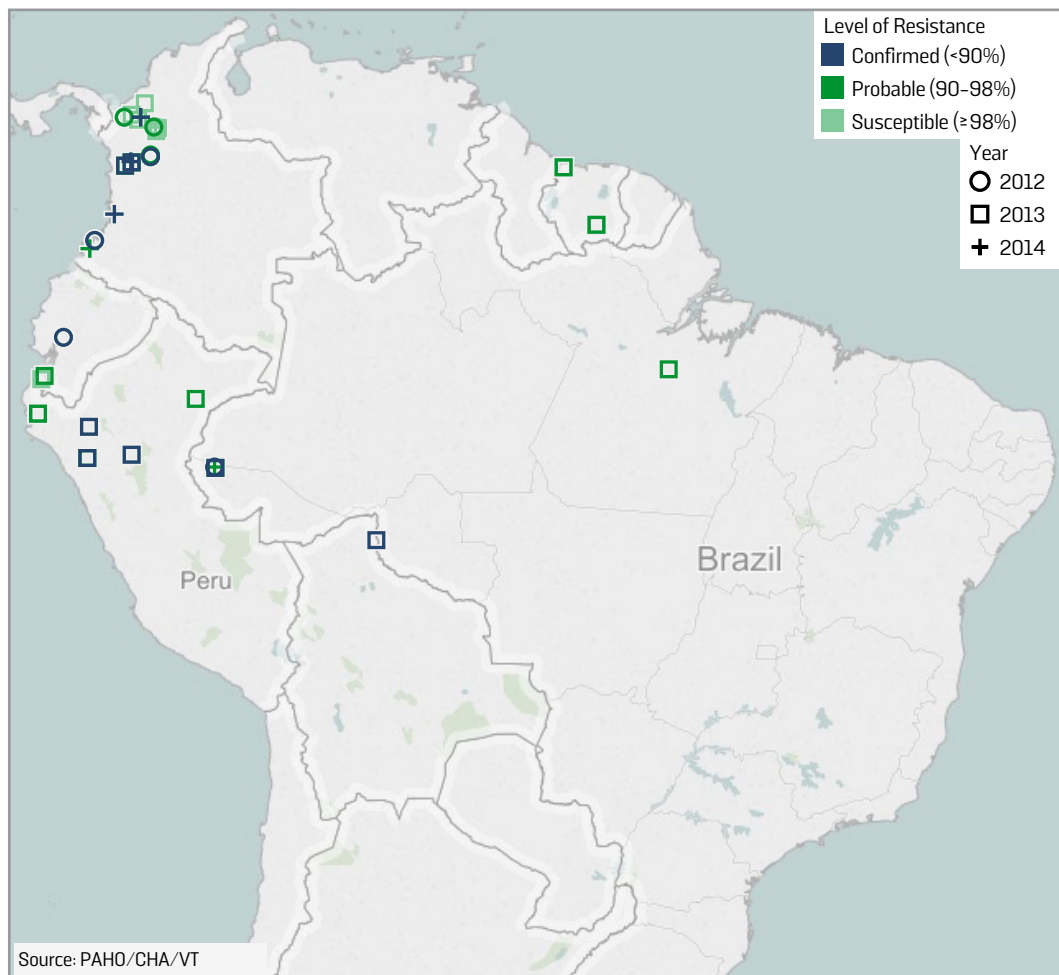 Level of Resistance
Confirmed (<90%)
Probable (90–98%)
Susceptible (≥98%)
Year
2012
2013
2014
Brazil
Peru
Source: PAHO/CHA/VT